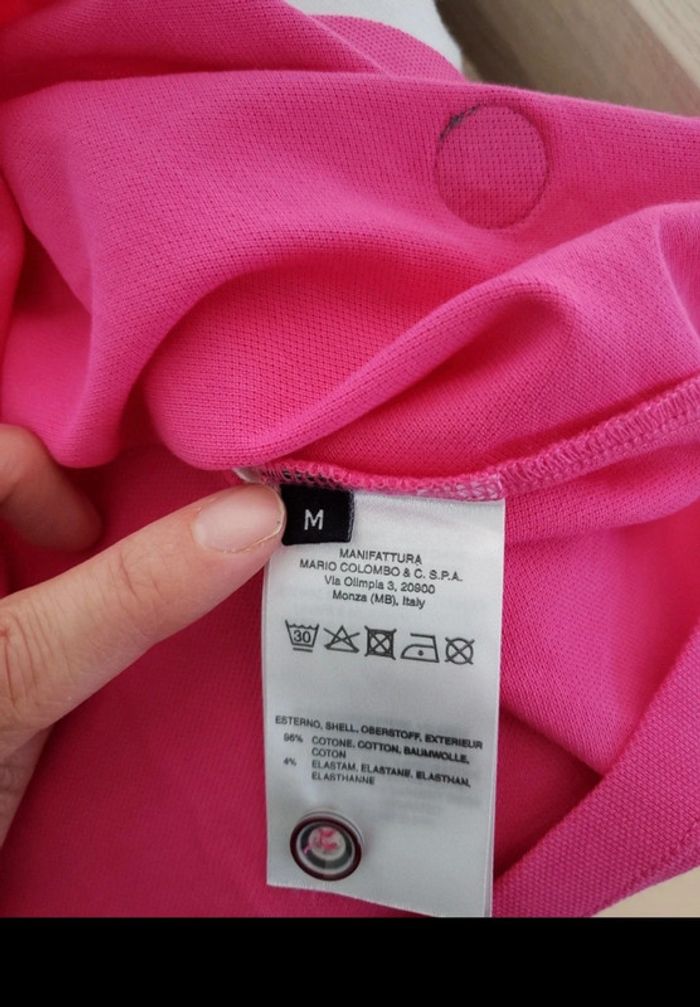 M
MANIFATTURA
MARIO COLOMBO & C. S.P.A.
Via Olimpia 3, 20900
Monza (MB), Italy
30
ESTERNO, SHELL, OBERSTOFF, EXTERIEUR
96% COTONE, COTTON, BAUMWOLLE,
COTON
4% ELASTAM, ELASTANE, ELASTHAN,
ELASTHANNE